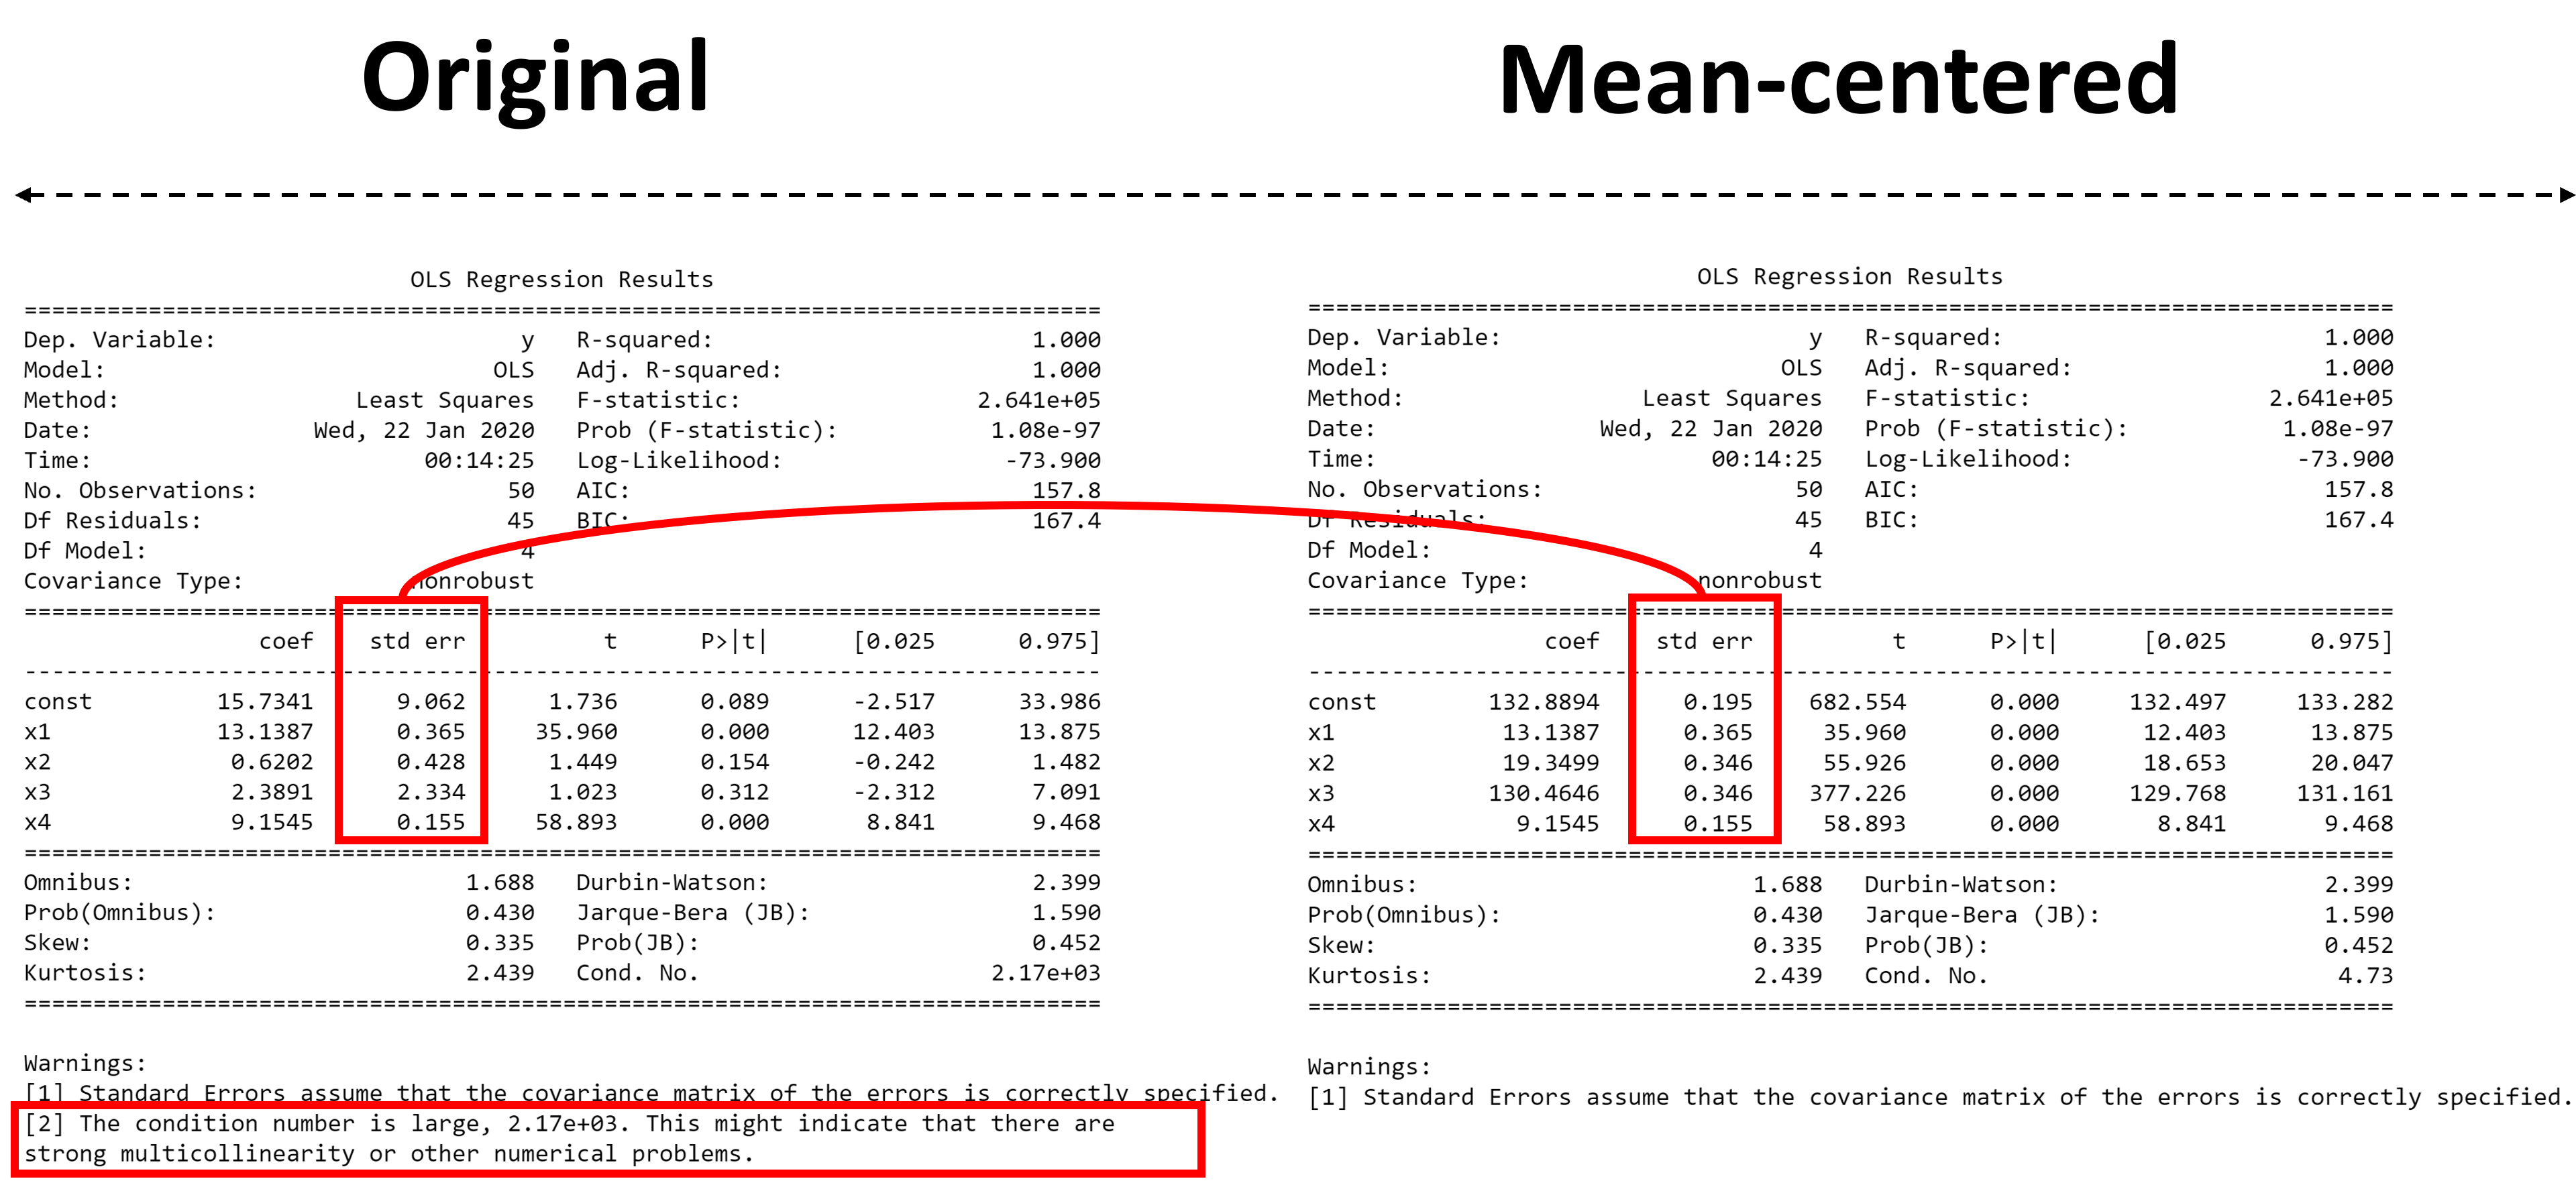 Original
Mean-centered
OLS Regression Results
==============================================================================
Dep. Variable: y R-squared: 1.000
Model: OLS Adj. R-squared: 1.000
Method: Least Squares F-statistic: 2.641e+05
Date: Wed, 22 Jan 2020 Prob (F-statistic): 1.08e-97
Time: 00:14:25 Log-Likelihood: -73.900
No. Observations: 50 AIC: 157.8
Df Residuals: 45 BIC: 167.4
Df Model: 4
Covariance Type: nonrobust
==============================================================================
coef std err t P>|t| [0.025 0.975]
------------------------------------------------------------------------------
const 15.7341 9.062 1.736 0.089 -2.517 33.986
x1 13.1387 0.365 35.960 0.000 12.403 13.875
x2 0.6202 0.428 1.449 0.154 -0.242 1.482
x3 2.3891 2.334 1.023 0.312 -2.312 7.091
x4 9.1545 0.155 58.893 0.000 8.841 9.468
==============================================================================
Omnibus: 1.688 Durbin-Watson: 2.399
Prob(Omnibus): 0.430 Jarque-Bera (JB): 1.590
Skew: 0.335 Prob(JB): 0.452
Kurtosis: 2.439 Cond. No. 2.17e+03
==============================================================================
Warnings:
[1] Standard Errors assume that the covariance matrix of the errors is correctly specified.
[2] The condition number is large, 2.17e+03. This might indicate that there are
strong multicollinearity or other numerical problems.
OLS Regression Results
==============================================================================
Dep. Variable: y R-squared: 1.000
Model: OLS Adj. R-squared: 1.000
Method: Least Squares F-statistic: 2.641e+05
Date: Wed, 22 Jan 2020 Prob (F-statistic): 1.08e-97
Time: 00:14:25 Log-Likelihood: -73.900
No. Observations: 50 AIC: 157.8
Df Residuals: 45 BIC: 167.4
Df Model: 4
Covariance Type: nonrobust
==============================================================================
coef std err t P>|t| [0.025 0.975]
------------------------------------------------------------------------------
const 132.8894 0.195 682.554 0.000 132.497 133.282
x1 13.1387 0.365 35.960 0.000 12.403 13.875
x2 19.3499 0.346 55.926 0.000 18.653 20.047
x3 130.4646 0.346 377.226 0.000 129.768 131.161
x4 9.1545 0.155 58.893 0.000 8.841 9.468
==============================================================================
Omnibus: 1.688 Durbin-Watson: 2.399
Prob(Omnibus): 0.430 Jarque-Bera (JB): 1.590
Skew: 0.335 Prob(JB): 0.452
Kurtosis: 2.439 Cond. No. 4.73
==============================================================================
Warnings:
[1] Standard Errors assume that the covariance matrix of the errors is correctly specified.